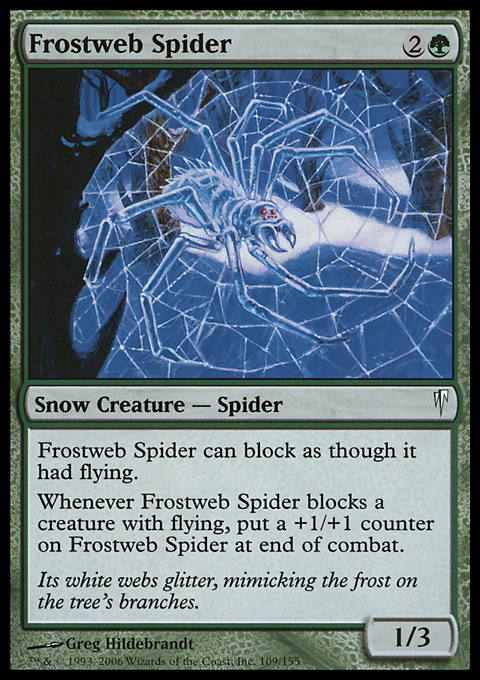 Frostweb Spider 2
Snow Creature — Spider
Frostweb Spider can block as though it
had flying.
Whenever Frostweb Spider blocks a
creature with flying, put a +1/+1 counter
on Frostweb Spider at end of combat.
Its white webs glitter, mimicking the frost on
the tree's branches.
Greg Hildebrandt
1/3
™ & © 1993–2006 Wizards of the Coast, Inc. 109/155